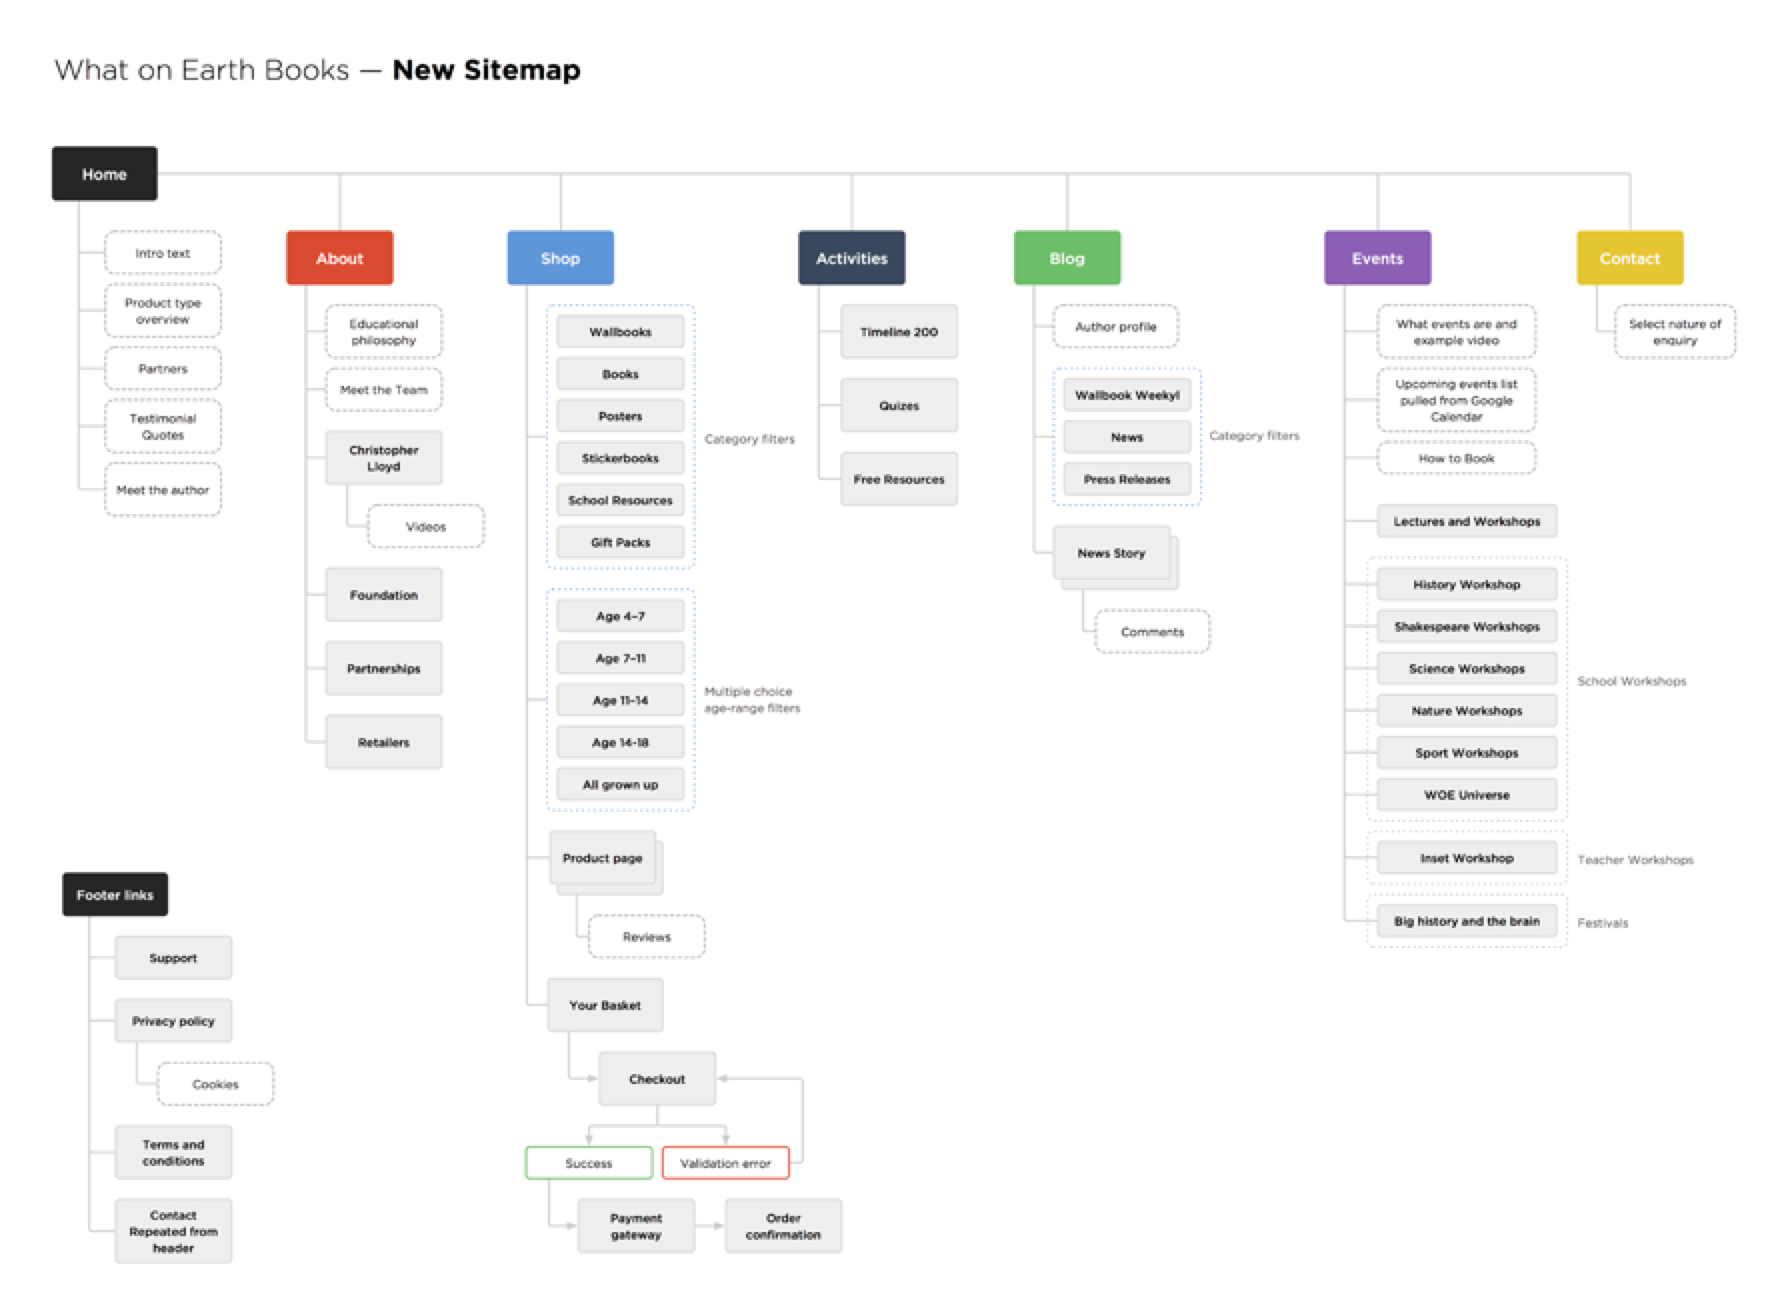 What on Earth Books — New Sitemap
Home
Intro text
Product type
overview
Partners
Testimonial
Quotes
Meet the author
About
Educational
philosophy
Meet the Team
Christopher
Lloyd
Videos
Foundation
Partnerships
Retailers
Shop
Wallbooks
Books
Posters
Stickerbooks
School Resources
Gift Packs
Category filters
Age 4–7
Age 7–11
Age 11–14
Age 14-18
All grown up
Multiple choice
age-range filters
Product page
Reviews
Your Basket
Checkout
Success
Validation error
Payment
gateway
Order
confirmation
Activities
Timeline 200
Quizes
Free Resources
Blog
Author profile
Wallbook Weekyl
News
Press Releases
Category filters
News Story
Comments
Events
What events are and
example video
Upcoming events list
pulled from Google
Calendar
How to Book
Lectures and Workshops
History Workshop
Shakespeare Workshops
Science Workshops
Nature Workshops
Sport Workshops
WOE Universe
School Workshops
Inset Workshop
Teacher Workshops
Big history and the brain
Festivals
Contact
Select nature of
enquiry
Footer links
Support
Privacy policy
Cookies
Terms and
conditions
Contact
Repeated from
header